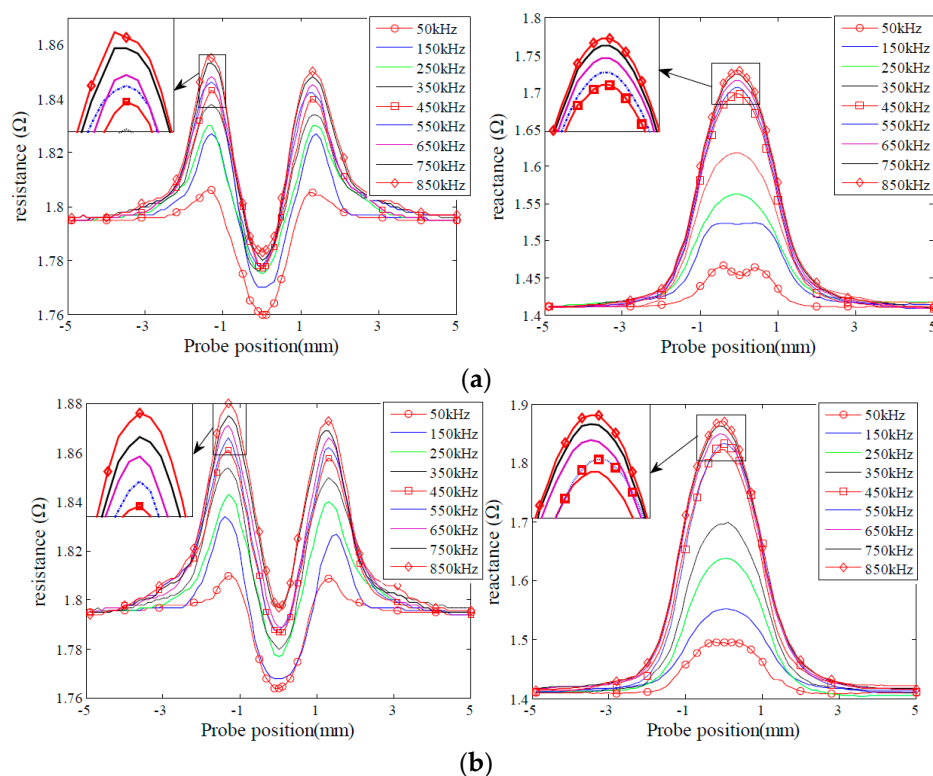 1.86
1.84
1.82
1.8
1.78
1.76
resistance (Ω)
-5
-3
-1
1
3
5
Probe position(mm)
50kHz
150kHz
250kHz
350kHz
450kHz
550kHz
650kHz
750kHz
850kHz
1.8
1.75
1.7
1.65
1.6
1.55
1.5
1.45
1.4
reactance (Ω)
-5
-3
-1
1
3
5
Probe position(mm)
50kHz
150kHz
250kHz
350kHz
450kHz
550kHz
650kHz
750kHz
850kHz
(a)
1.88
1.86
1.84
1.82
1.8
1.78
1.76
resistance (Ω)
-5
-3
-1
1
3
5
Probe position(mm)
50kHz
150kHz
250kHz
350kHz
450kHz
550kHz
650kHz
750kHz
850kHz
1.9
1.8
1.7
1.6
1.5
1.4
reactance (Ω)
-5
-3
-1
1
3
5
Probe position(mm)
50kHz
150kHz
250kHz
350kHz
450kHz
550kHz
650kHz
750kHz
850kHz
(b)